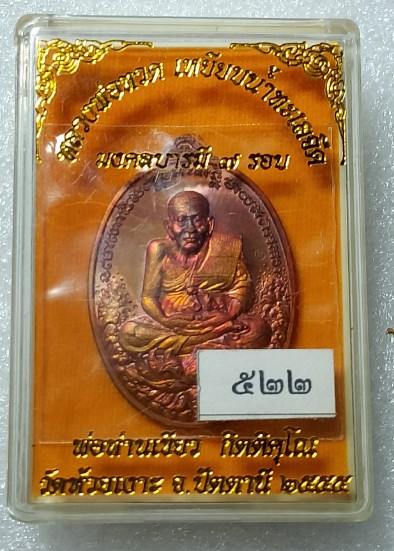 หลวงพ่อทวด เหยียบน้ำทะเลจืด
มงคลบารมี ๗ รอบ
๕๒๒
พ่อท่านเขียว กิตติคุโณ
วัดห้วยเงาะ จ.ปัตตานี ๒๕๕๕